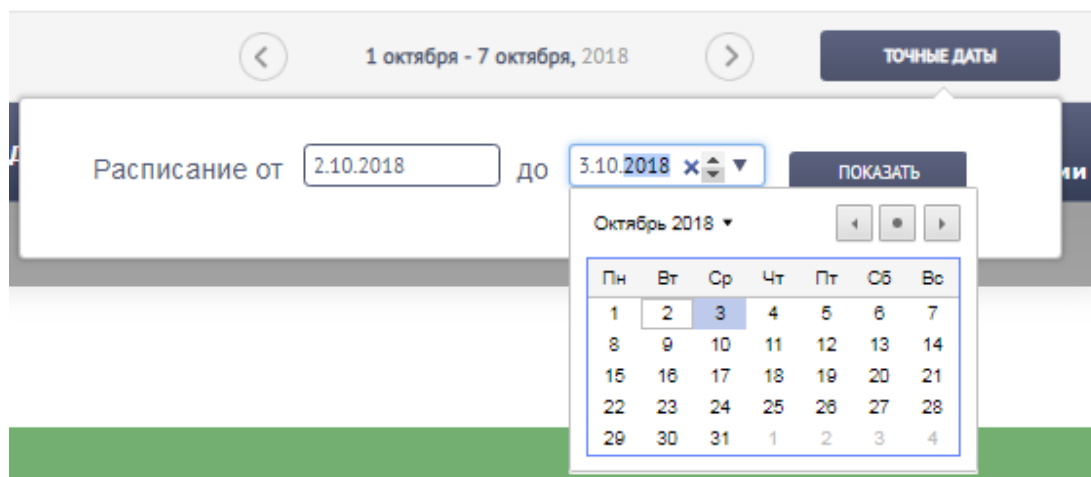 1 октября - 7 октября, 2018
ТОЧНЫЕ ДАТЫ
Расписание от 2.10.2018 до 3.10.2018 ПОКАЗАТЬ
Октябрь 2018
Пн Вт Ср Чт Пт Сб Вс
1 2 3 4 5 6 7
8 9 10 11 12 13 14
15 16 17 18 19 20 21
22 23 24 25 26 27 28
29 30 31 1 2 3 4